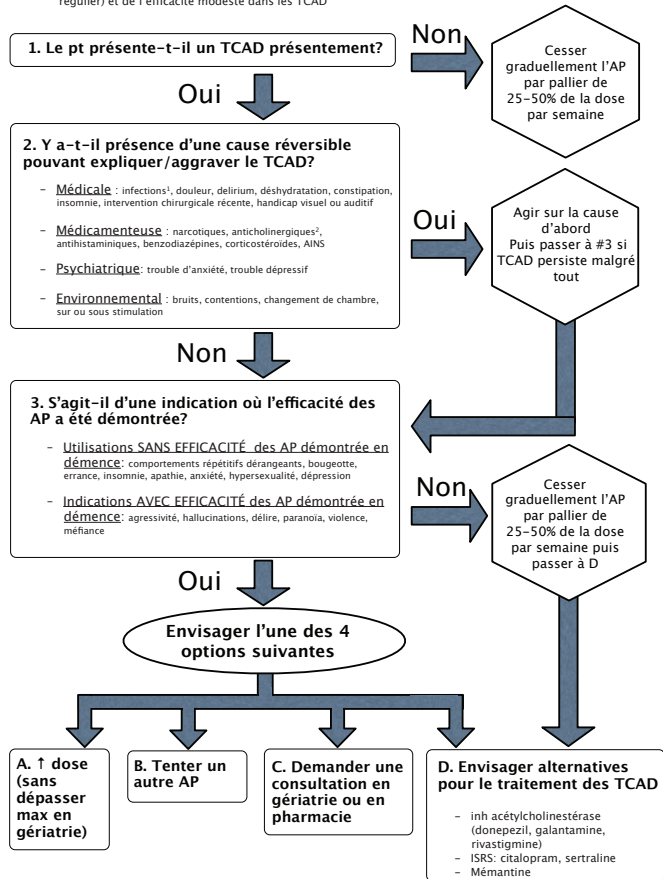 régulier) et de l'efficacité modeste dans les TCAD
1. Le pt présente-t-il un TCAD présentement?
Non
Cesser
graduellement l'AP
par pallier de
25-50% de la dose
par semaine
Oui
2. Y a-t-il présence d'une cause réversible
pouvant expliquer/aggraver le TCAD?
- Médicale : infections¹, douleur, delirium, déshydratation, constipation,
insomnie, intervention chirurgicale récente, handicap visuel ou auditif
- Médicamenteuse : narcotiques, anticholinergiques²,
antihistaminiques, benzodiazépines, corticostéroïdes, AINS
- Psychiatrique: trouble d'anxiété, trouble dépressif
- Environnemental : bruits, contentions, changement de chambre,
sur ou sous stimulation
Oui
Agir sur la cause
d'abord
Puis passer à #3 si
TCAD persiste malgré
tout
Non
3. S'agit-il d'une indication où l'efficacité des
AP a été démontrée?
- Utilisations SANS EFFICACITÉ des AP démontrée en
démence: comportements répétitifs dérangeants, bougeotte,
errance, insomnie, apathie, anxiété, hypersexualité, dépression
- Indications AVEC EFFICACITÉ des AP démontrée en
démence: agressivité, hallucinations, délire, paranoïa, violence,
méfiance
Non
Cesser
graduellement l'AP
par pallier de
25-50% de la dose
par semaine puis
passer à D
Oui
Envisager l'une des 4
options suivantes
A. ↑ dose
(sans
dépasser
max en
gériatrie)
B. Tenter un
autre AP
C. Demander une
consultation en
gériatrie ou en
pharmacie
D. Envisager alternatives
pour le traitement des TCAD
- inh acétylcholinestérase
(donepezil, galantamine,
rivastigmine)
- ISRS: citalopram, sertraline
- Mémantine